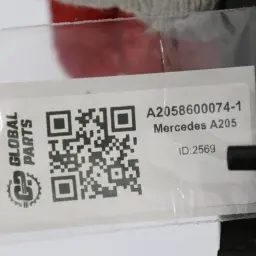 GLOBAL
PARTS
A2058600074-1
Mercedes A205
ID:2569